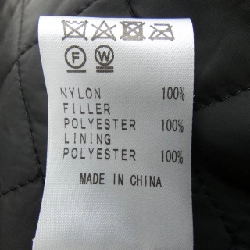 F W
NYLON 100%
FILLER
POLYESTER 100%
LINING
POLYESTER 100%
MADE IN CHINA